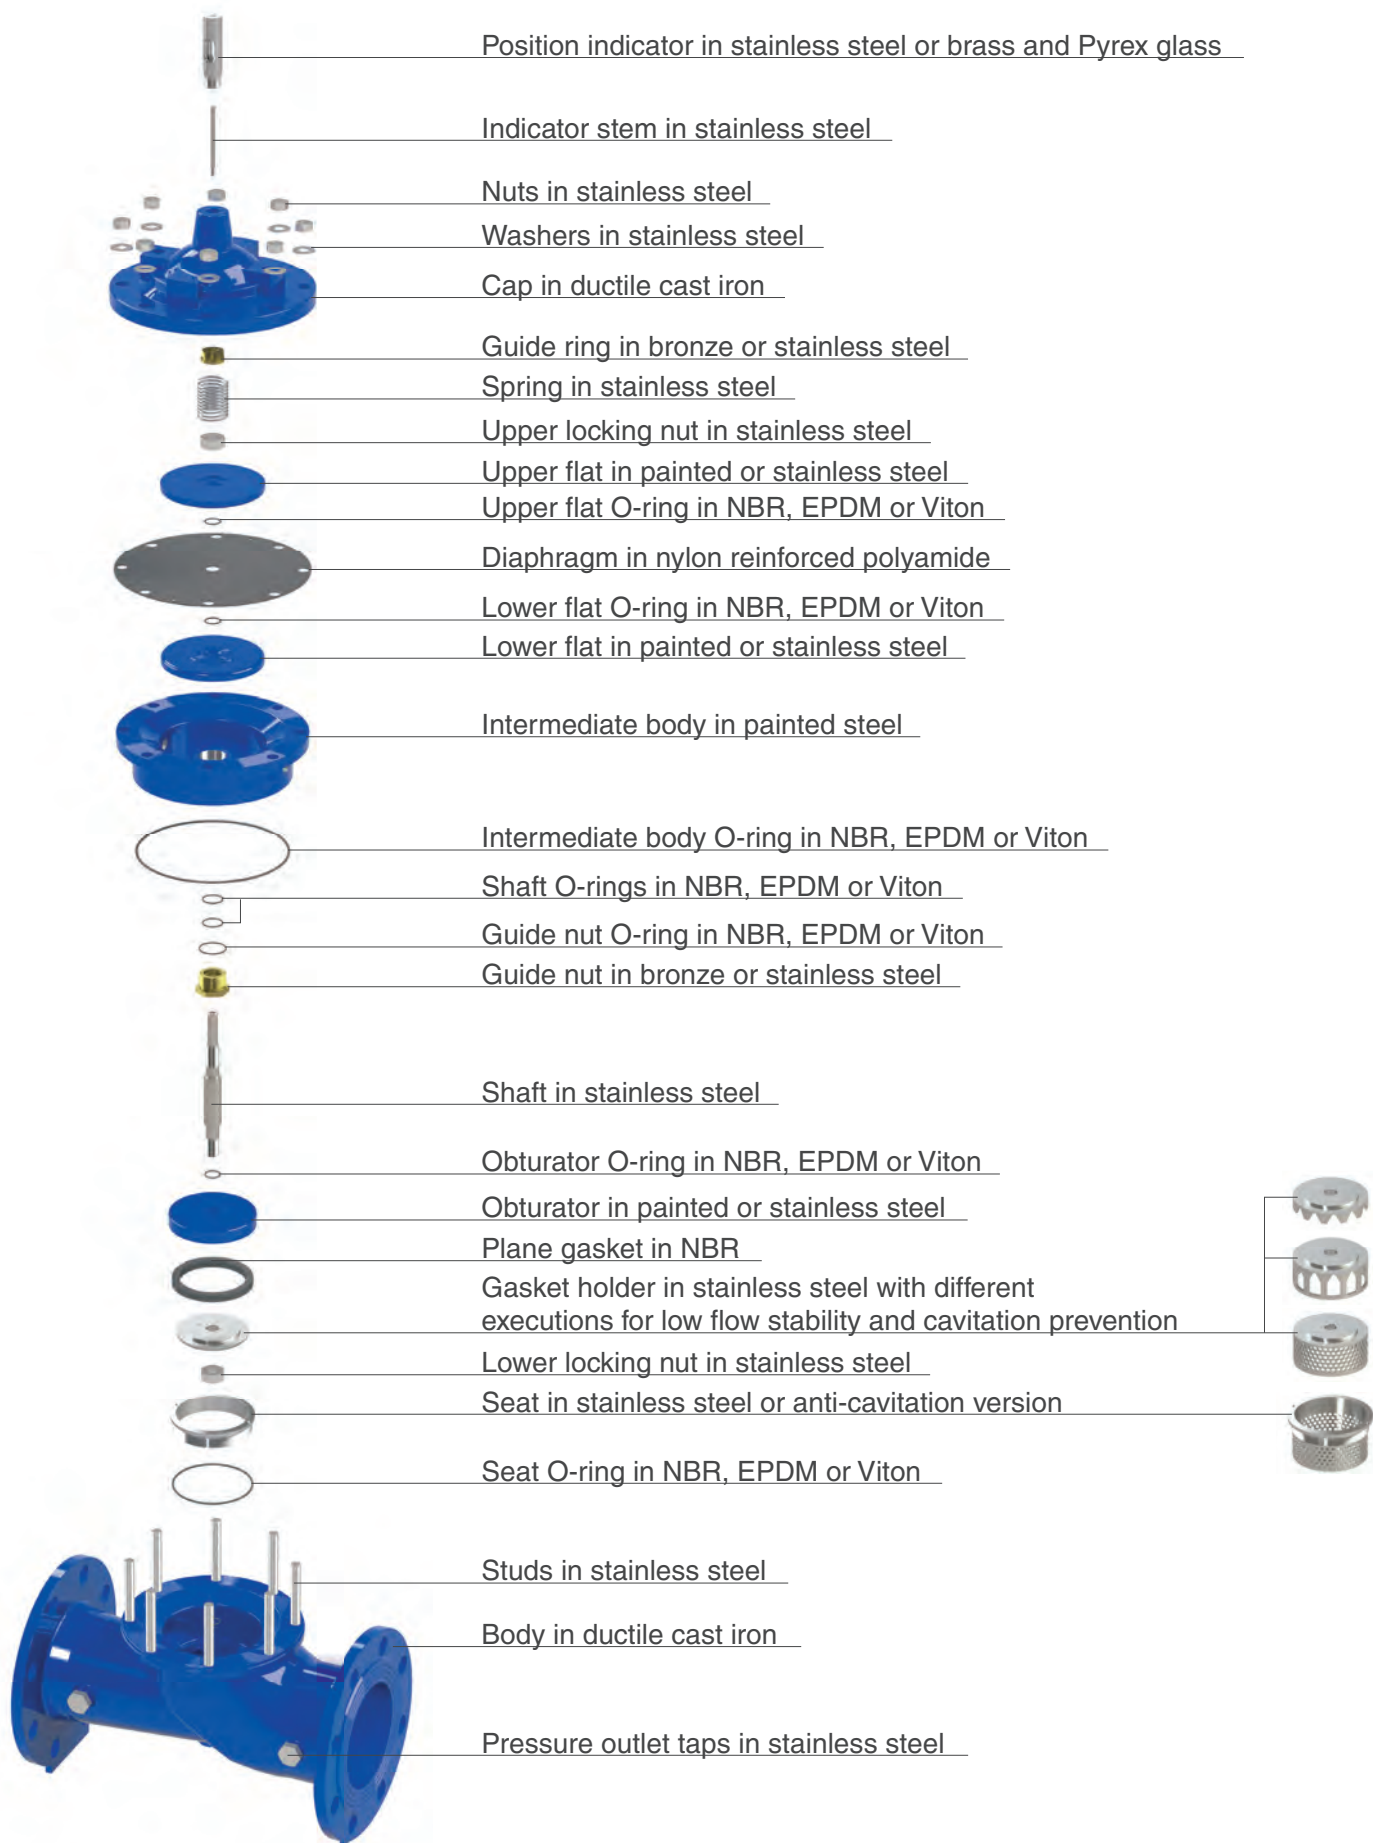 Position indicator in stainless steel or brass and Pyrex glass
Indicator stem in stainless steel
Nuts in stainless steel
Washers in stainless steel
Cap in ductile cast iron
Guide ring in bronze or stainless steel
Spring in stainless steel
Upper locking nut in stainless steel
Upper flat in painted or stainless steel
Upper flat O-ring in NBR, EPDM or Viton
Diaphragm in nylon reinforced polyamide
Lower flat O-ring in NBR, EPDM or Viton
Lower flat in painted or stainless steel
Intermediate body in painted steel
Intermediate body O-ring in NBR, EPDM or Viton
Shaft O-rings in NBR, EPDM or Viton
Guide nut O-ring in NBR, EPDM or Viton
Guide nut in bronze or stainless steel
Shaft in stainless steel
Obturator O-ring in NBR, EPDM or Viton
Obturator in painted or stainless steel
Plane gasket in NBR
Gasket holder in stainless steel with different
executions for low flow stability and cavitation prevention
Lower locking nut in stainless steel
Seat in stainless steel or anti-cavitation version
Seat O-ring in NBR, EPDM or Viton
Studs in stainless steel
Body in ductile cast iron
Pressure outlet taps in stainless steel